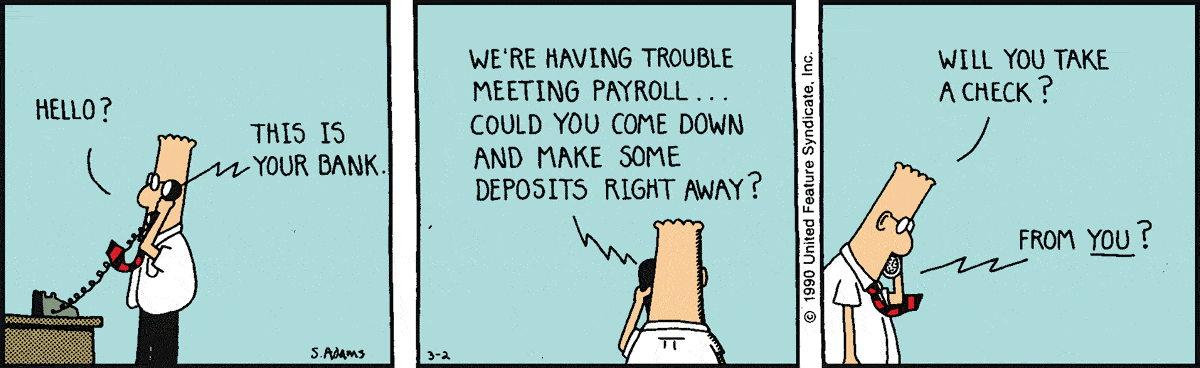 HELLO?
THIS IS
YOUR BANK.
S. Adams
WE'RE HAVING TROUBLE
MEETING PAYROLL...
COULD YOU COME DOWN
AND MAKE SOME
DEPOSITS RIGHT AWAY?
3-2
© 1990 United Feature Syndicate, Inc.
WILL YOU TAKE
A CHECK?
FROM YOU?